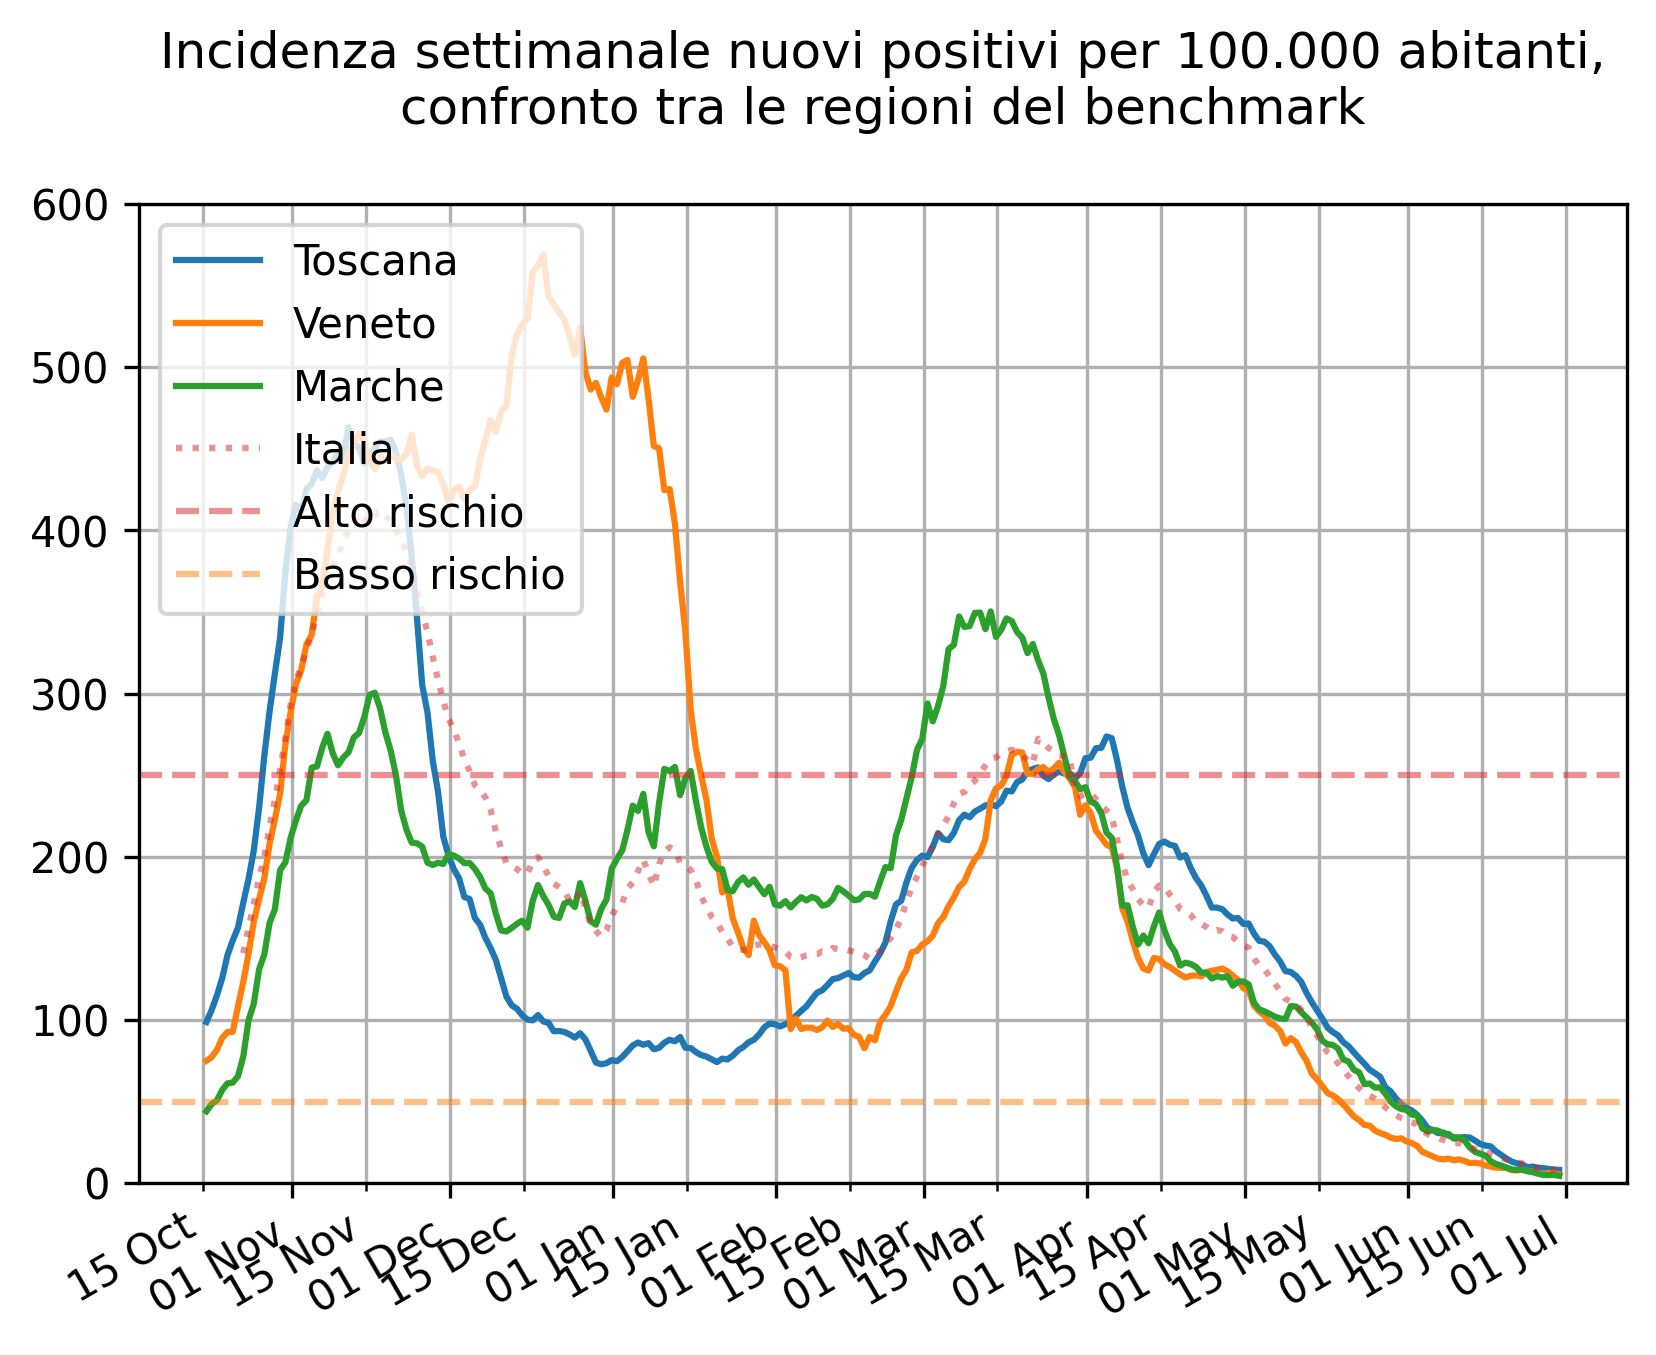 Incidenza settimanale nuovi positivi per 100.000 abitanti,
confronto tra le regioni del benchmark
600
500
400
300
200
100
0
Toscana
Veneto
Marche
Italia
Alto rischio
Basso rischio
15 Oct
01 Nov
15 Nov
01 Dec
15 Dec
01 Jan
15 Jan
01 Feb
15 Feb
01 Mar
15 Mar
01 Apr
15 Apr
01 May
15 May
01 Jun
15 Jun
01 Jul